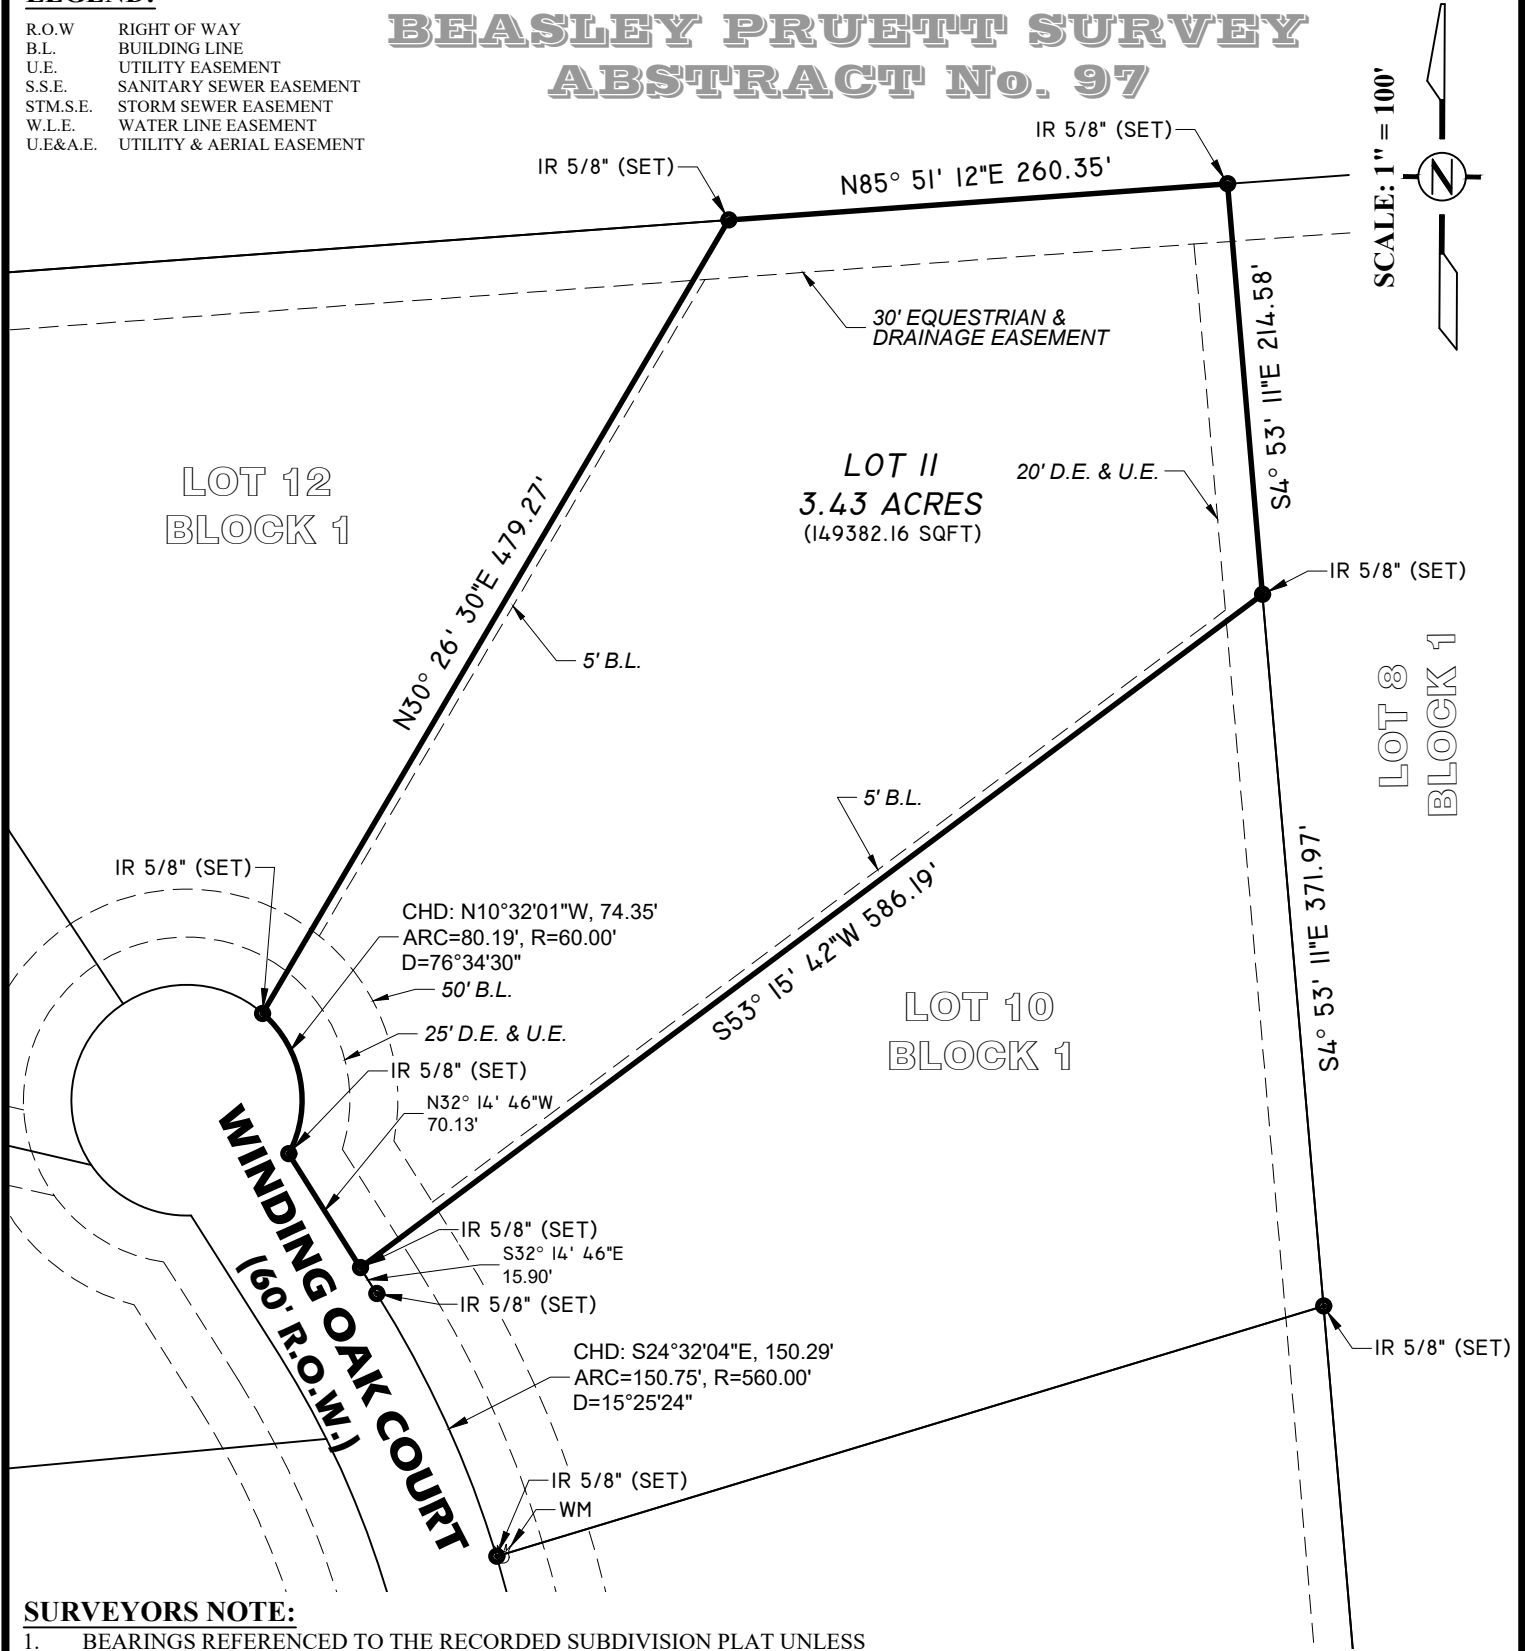 LEGEND:
R.O.W RIGHT OF WAY
B.L. BUILDING LINE
U.E. UTILITY EASEMENT
S.S.E. SANITARY SEWER EASEMENT
STM.S.E. STORM SEWER EASEMENT
W.L.E. WATER LINE EASEMENT
U.E&A.E. UTILITY & AERIAL EASEMENT
BEASLEY PRUETT SURVEY
ABSTRACT No. 97
SCALE: 1" = 100'
N
IR 5/8" (SET)
IR 5/8" (SET)
N85° 51' 12"E 260.35'
30' EQUESTRIAN &
DRAINAGE EASEMENT
S4° 53' 11"E 214.58'
LOT 12
BLOCK 1
LOT 11
3.43 ACRES
(149382.16 SQFT)
20' D.E. & U.E.
N30° 26' 30"E 479.27'
IR 5/8" (SET)
5' B.L.
LOT 8
BLOCK 1
5' B.L.
IR 5/8" (SET)
S53° 15' 42"W 586.19'
S4° 53' 11"E 371.97'
CHD: N10°32'01"W, 74.35'
ARC=80.19', R=60.00'
D=76°34'30"
50' B.L.
25' D.E. & U.E.
LOT 10
BLOCK 1
IR 5/8" (SET)
N32° 14' 46"W
70.13'
WINDING OAK COURT
(60' R.O.W.)
IR 5/8" (SET)
S32° 14' 46"E
15.90'
IR 5/8" (SET)
IR 5/8" (SET)
CHD: S24°32'04"E, 150.29'
ARC=150.75', R=560.00'
D=15°25'24"
IR 5/8" (SET)
WM
SURVEYORS NOTE:
1. BEARINGS REFERENCED TO THE RECORDED SUBDIVISION PLAT UNLESS